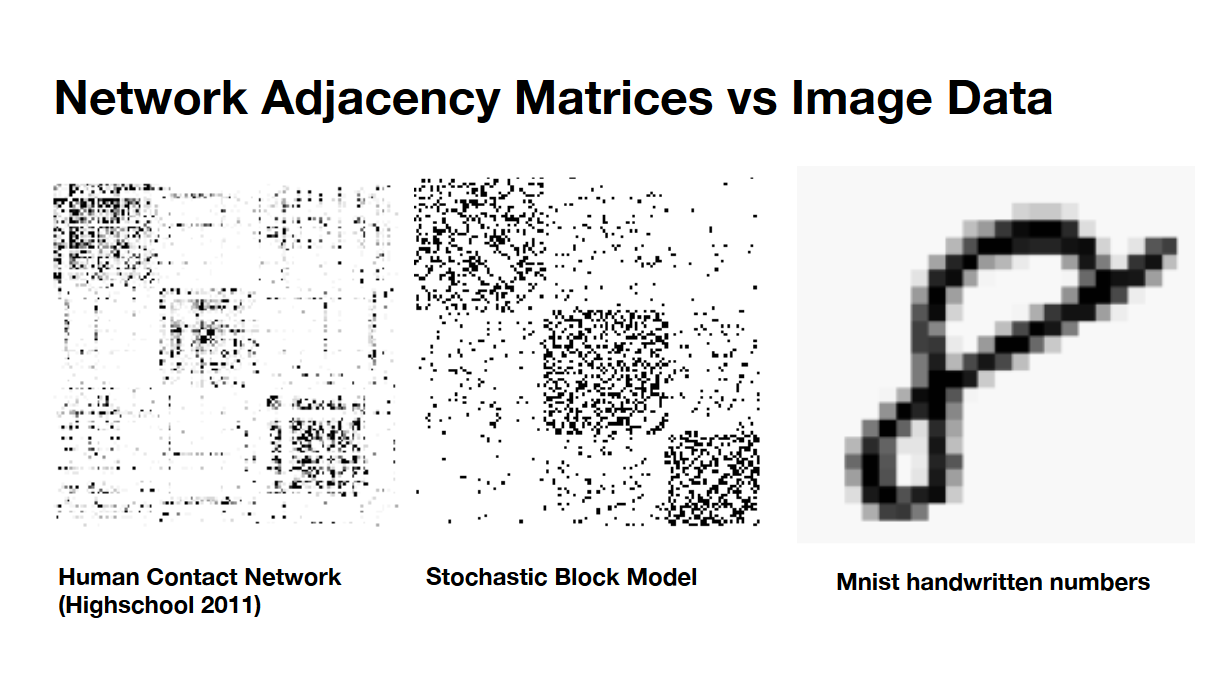 Network Adjacency Matrices vs Image Data
Human Contact Network
(Highschool 2011)
Stochastic Block Model
Mnist handwritten numbers